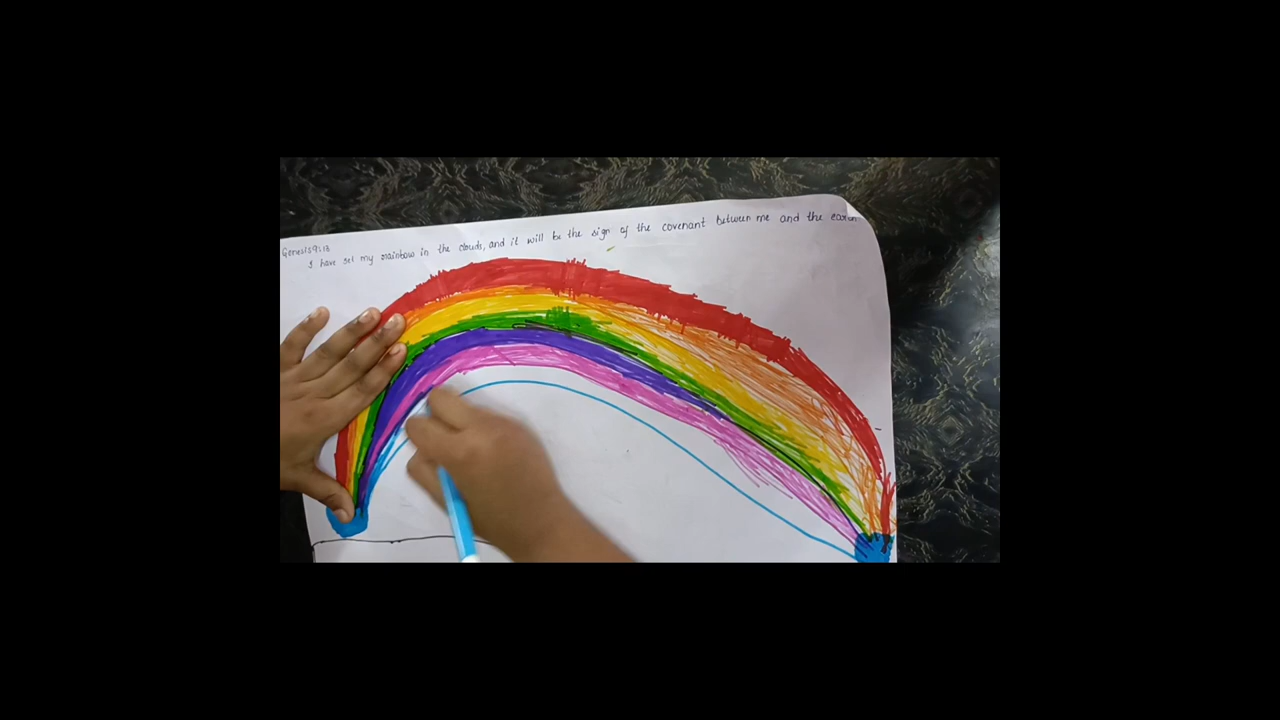 Genesis 9:13
I have set my rainbow in the clouds, and it will be the sign of the covenant between me and the earth